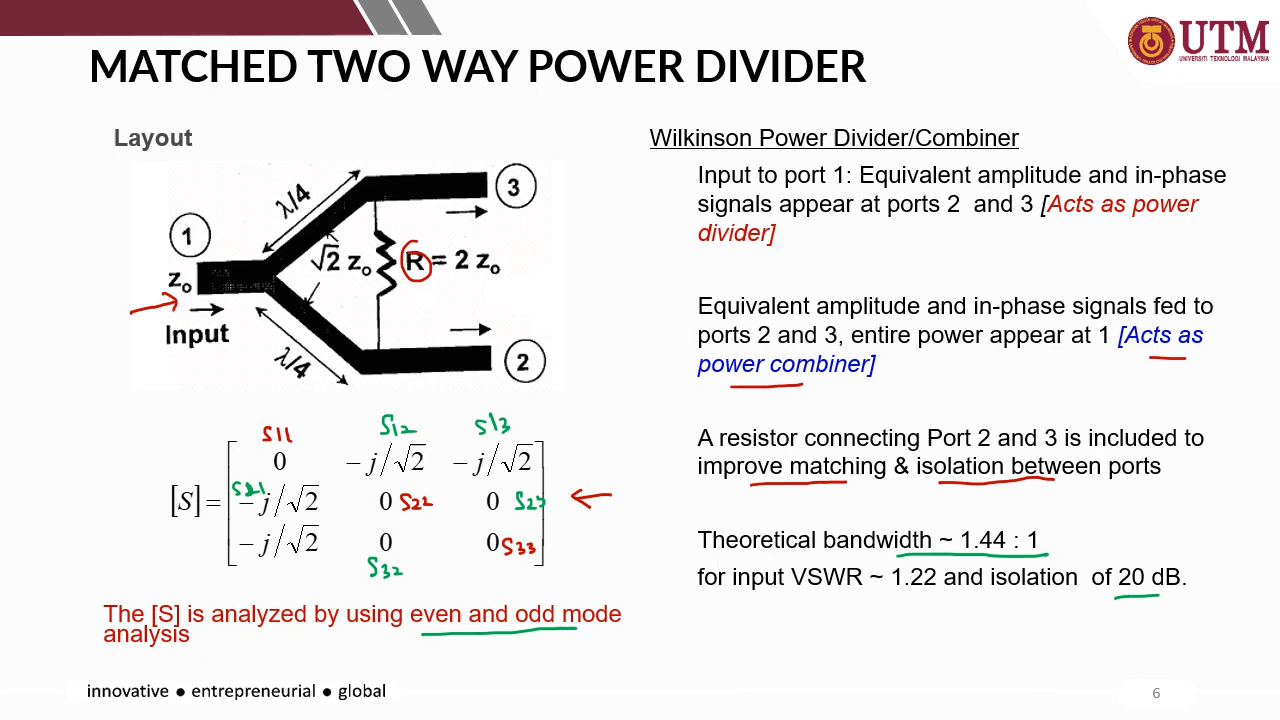 MATCHED TWO WAY POWER DIVIDER
UTM
UNIVERSITI TEKNOLOGI MALAYSIA
Layout
1
Z₀
Input
λ/4
λ/4
√2 Z₀
R = 2 Z₀
3
2
S11 S12 S13
[S] = [ 0 −j/√2 −j/√2
S21 −j/√2 0 S22 0 S23
−j/√2 0 0 S33 ]
S32
The [S] is analyzed by using even and odd mode
analysis
Wilkinson Power Divider/Combiner
Input to port 1: Equivalent amplitude and in-phase
signals appear at ports 2 and 3 [Acts as power
divider]
Equivalent amplitude and in-phase signals fed to
ports 2 and 3, entire power appear at 1 [Acts as
power combiner]
A resistor connecting Port 2 and 3 is included to
improve matching & isolation between ports
Theoretical bandwidth ~ 1.44 : 1
for input VSWR ~ 1.22 and isolation of 20 dB.
innovative ● entrepreneurial ● global
6